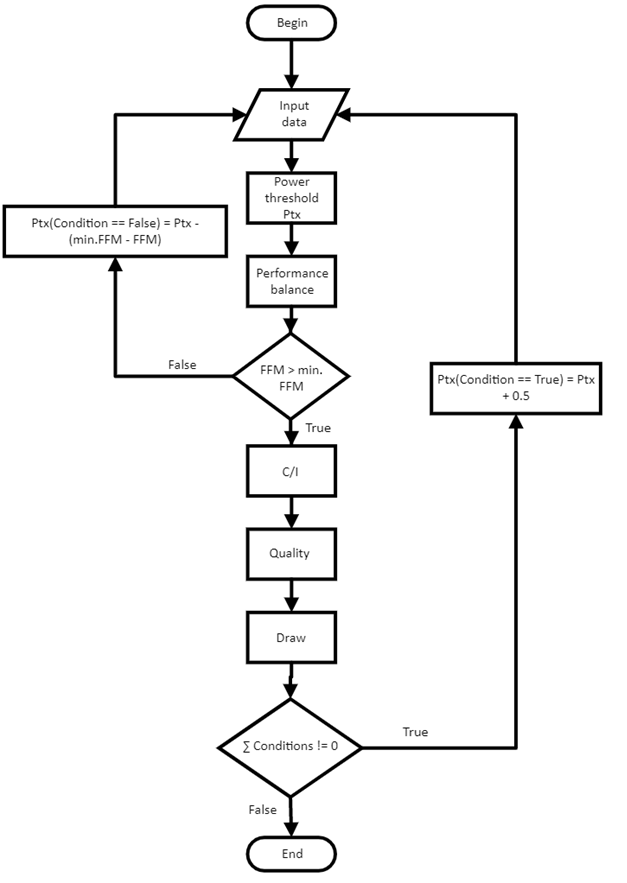 Begin
Input
data
Power
threshold
Ptx
Ptx(Condition == False) = Ptx -
(min.FFM - FFM)
Performance
balance
False
FFM > min.
FFM
Ptx(Condition == True) = Ptx
+ 0.5
True
C/I
Quality
Draw
∑ Conditions != 0
True
False
End